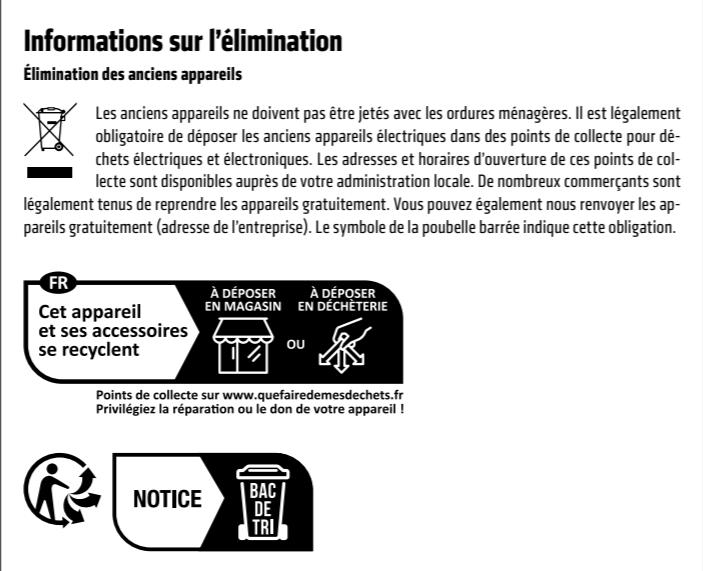 Informations sur l’élimination
Élimination des anciens appareils
Les anciens appareils ne doivent pas être jetés avec les ordures ménagères. Il est légalement
obligatoire de déposer les anciens appareils électriques dans des points de collecte pour dé-
chets électriques et électroniques. Les adresses et horaires d’ouverture de ces points de col-
lecte sont disponibles auprès de votre administration locale. De nombreux commerçants sont
légalement tenus de reprendre les appareils gratuitement. Vous pouvez également nous renvoyer les ap-
pareils gratuitement (adresse de l’entreprise). Le symbole de la poubelle barrée indique cette obligation.
FR
Cet appareil
et ses accessoires
se recyclent
À DÉPOSER
EN MAGASIN
OU
À DÉPOSER
EN DÉCHÈTERIE
Points de collecte sur www.quefairedemesdechets.fr
Privilégiez la réparation ou le don de votre appareil !
NOTICE
BAC
DE
TRI